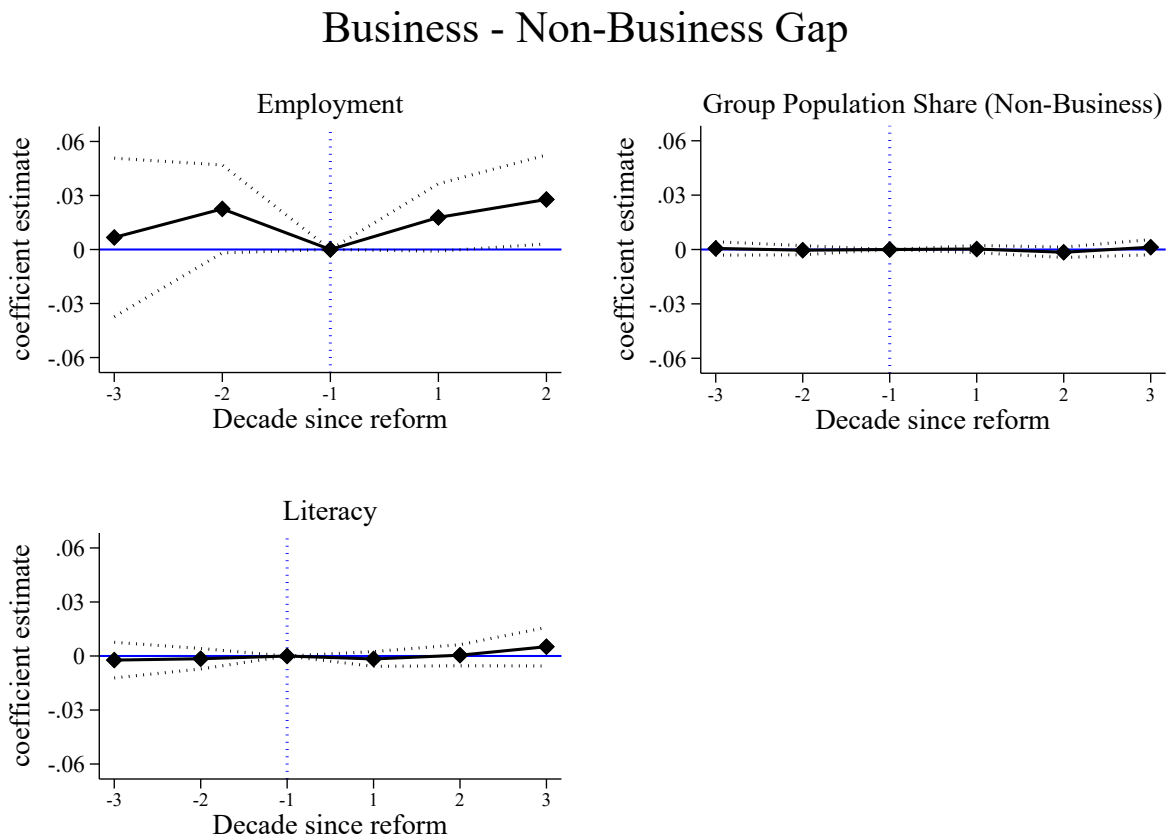 Business - Non-Business Gap
Employment
coefficient estimate
.06
.03
0
-.03
-.06
-3 -2 -1 1 2
Decade since reform
Group Population Share (Non-Business)
coefficient estimate
.06
.03
0
-.03
-.06
-3 -2 -1 1 2 3
Decade since reform
Literacy
coefficient estimate
.06
.03
0
-.03
-.06
-3 -2 -1 1 2 3
Decade since reform